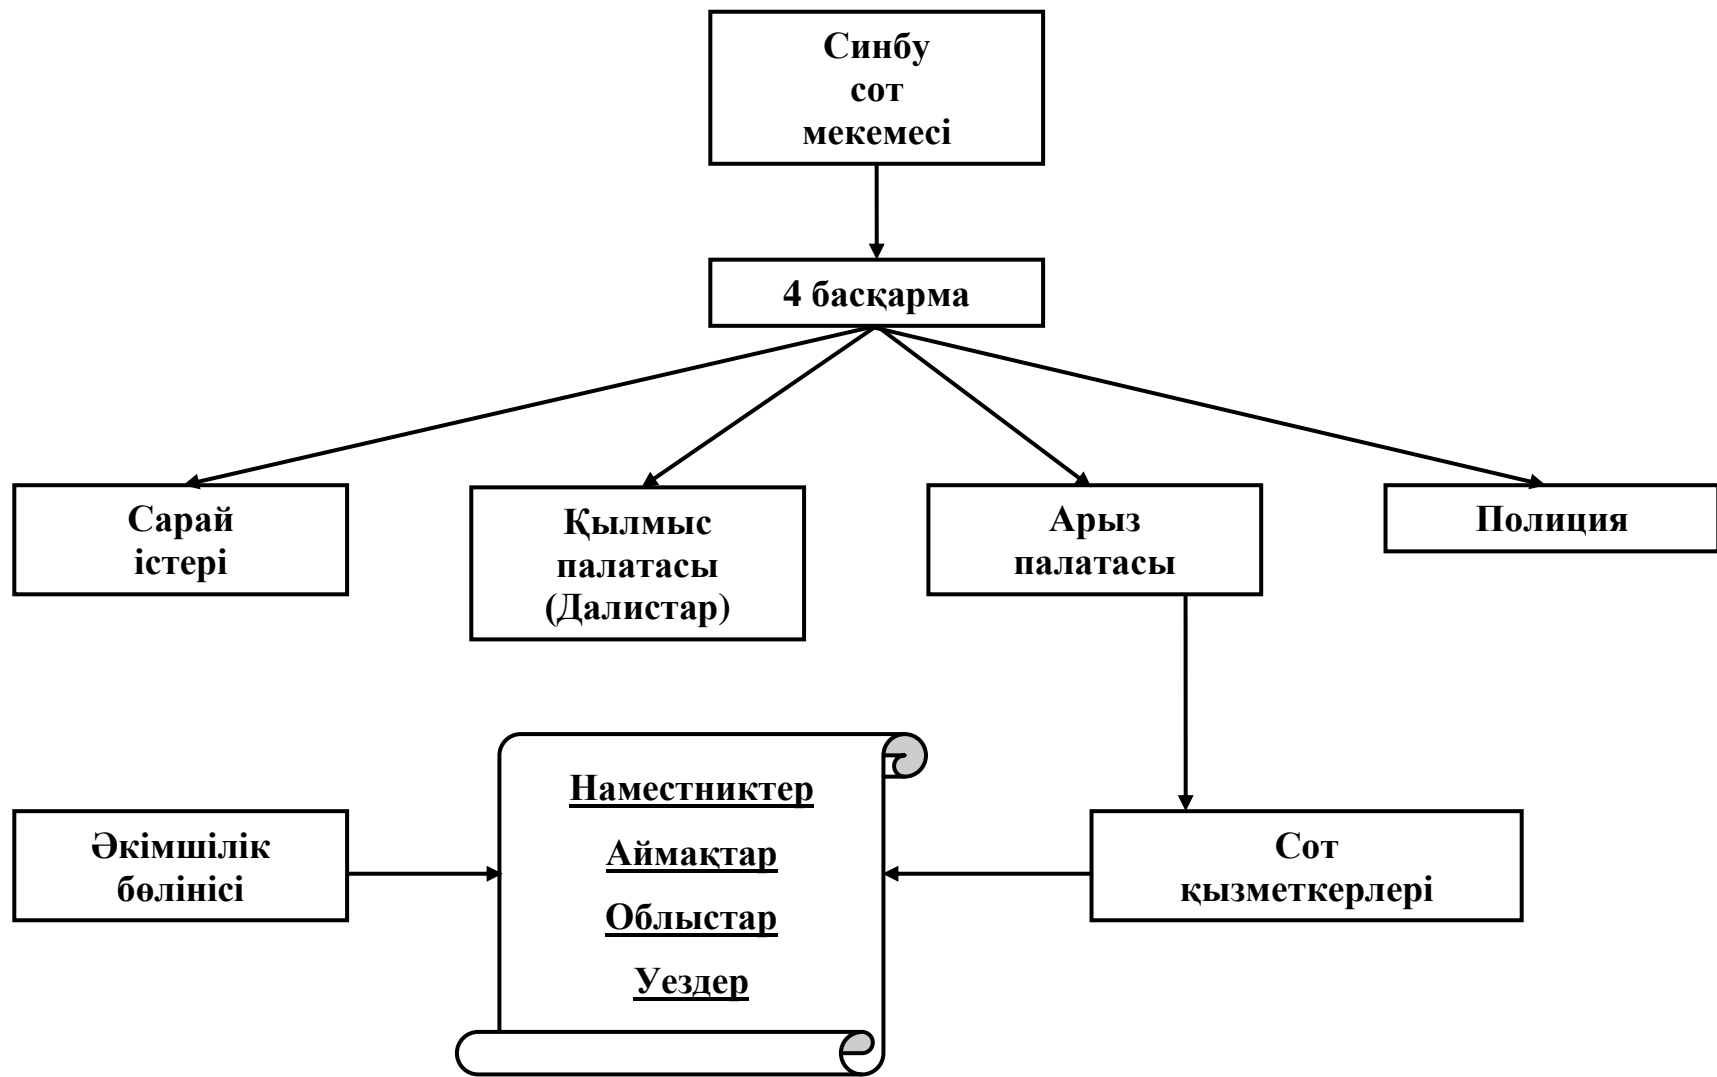 Синбу
сот
мекемесі
4 басқарма
Сарай
істері
Қылмыс
палатасы
(Далистар)
Арыз
палатасы
Полиция
Әкімшілік
бөлінісі
Наместниктер
Аймақтар
Облыстар
Уездер
Сот
қызметкерлері